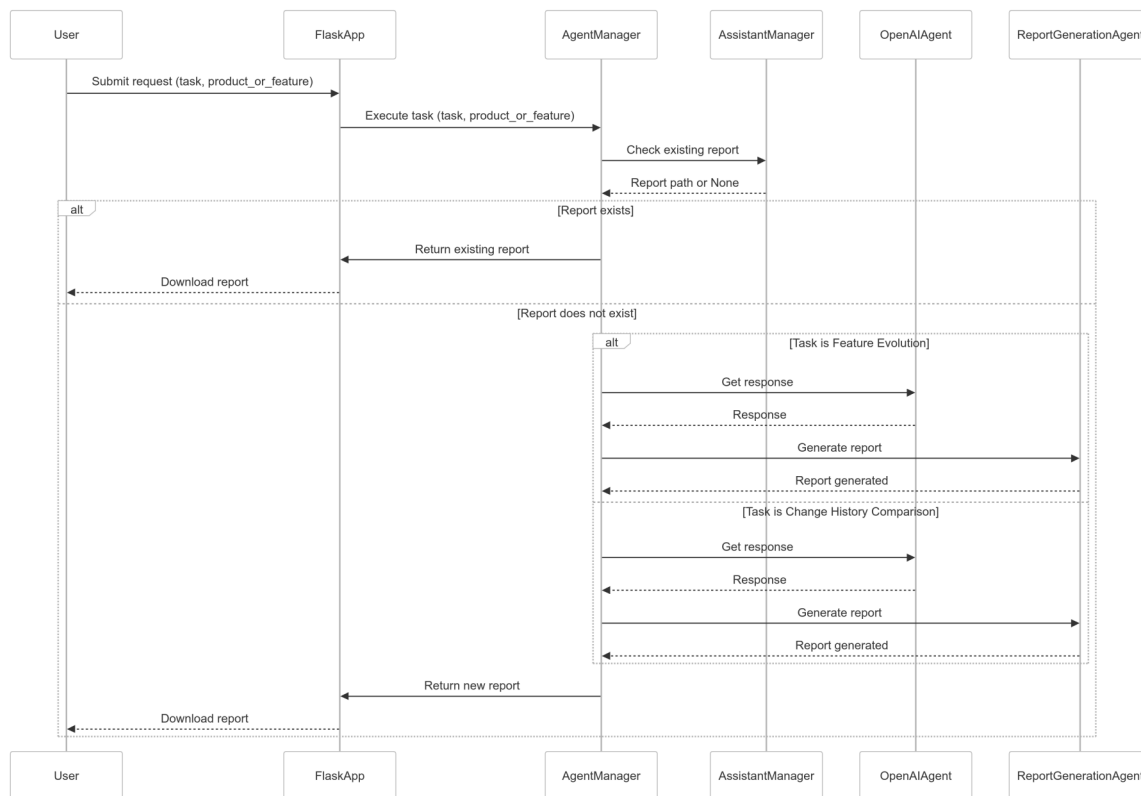 User
FlaskApp
AgentManager
AssistantManager
OpenAIAgent
ReportGenerationAgent
Submit request (task, product_or_feature)
Execute task (task, product_or_feature)
Check existing report
Report path or None
alt
[Report exists]
Return existing report
Download report
[Report does not exist]
alt
[Task is Feature Evolution]
Get response
Response
Generate report
Report generated
[Task is Change History Comparison]
Get response
Response
Generate report
Report generated
Return new report
Download report
User
FlaskApp
AgentManager
AssistantManager
OpenAIAgent
ReportGenerationAgent